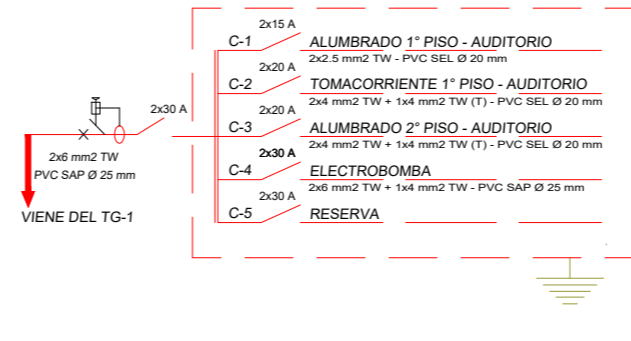 2x15 A
C-1 ALUMBRADO 1° PISO - AUDITORIO
2x2.5 mm2 TW - PVC SEL Ø 20 mm
2x20 A
C-2 TOMACORRIENTE 1° PISO - AUDITORIO
2x4 mm2 TW + 1x4 mm2 TW (T) - PVC SEL Ø 20 mm
2x30 A
2x20 A
C-3 ALUMBRADO 2° PISO - AUDITORIO
2x4 mm2 TW + 1x4 mm2 TW (T) - PVC SEL Ø 20 mm
2x6 mm2 TW
PVC SAP Ø 25 mm
2x30 A
C-4 ELECTROBOMBA
2x6 mm2 TW + 1x4 mm2 TW - PVC SAP Ø 25 mm
2x30 A
C-5 RESERVA
VIENE DEL TG-1